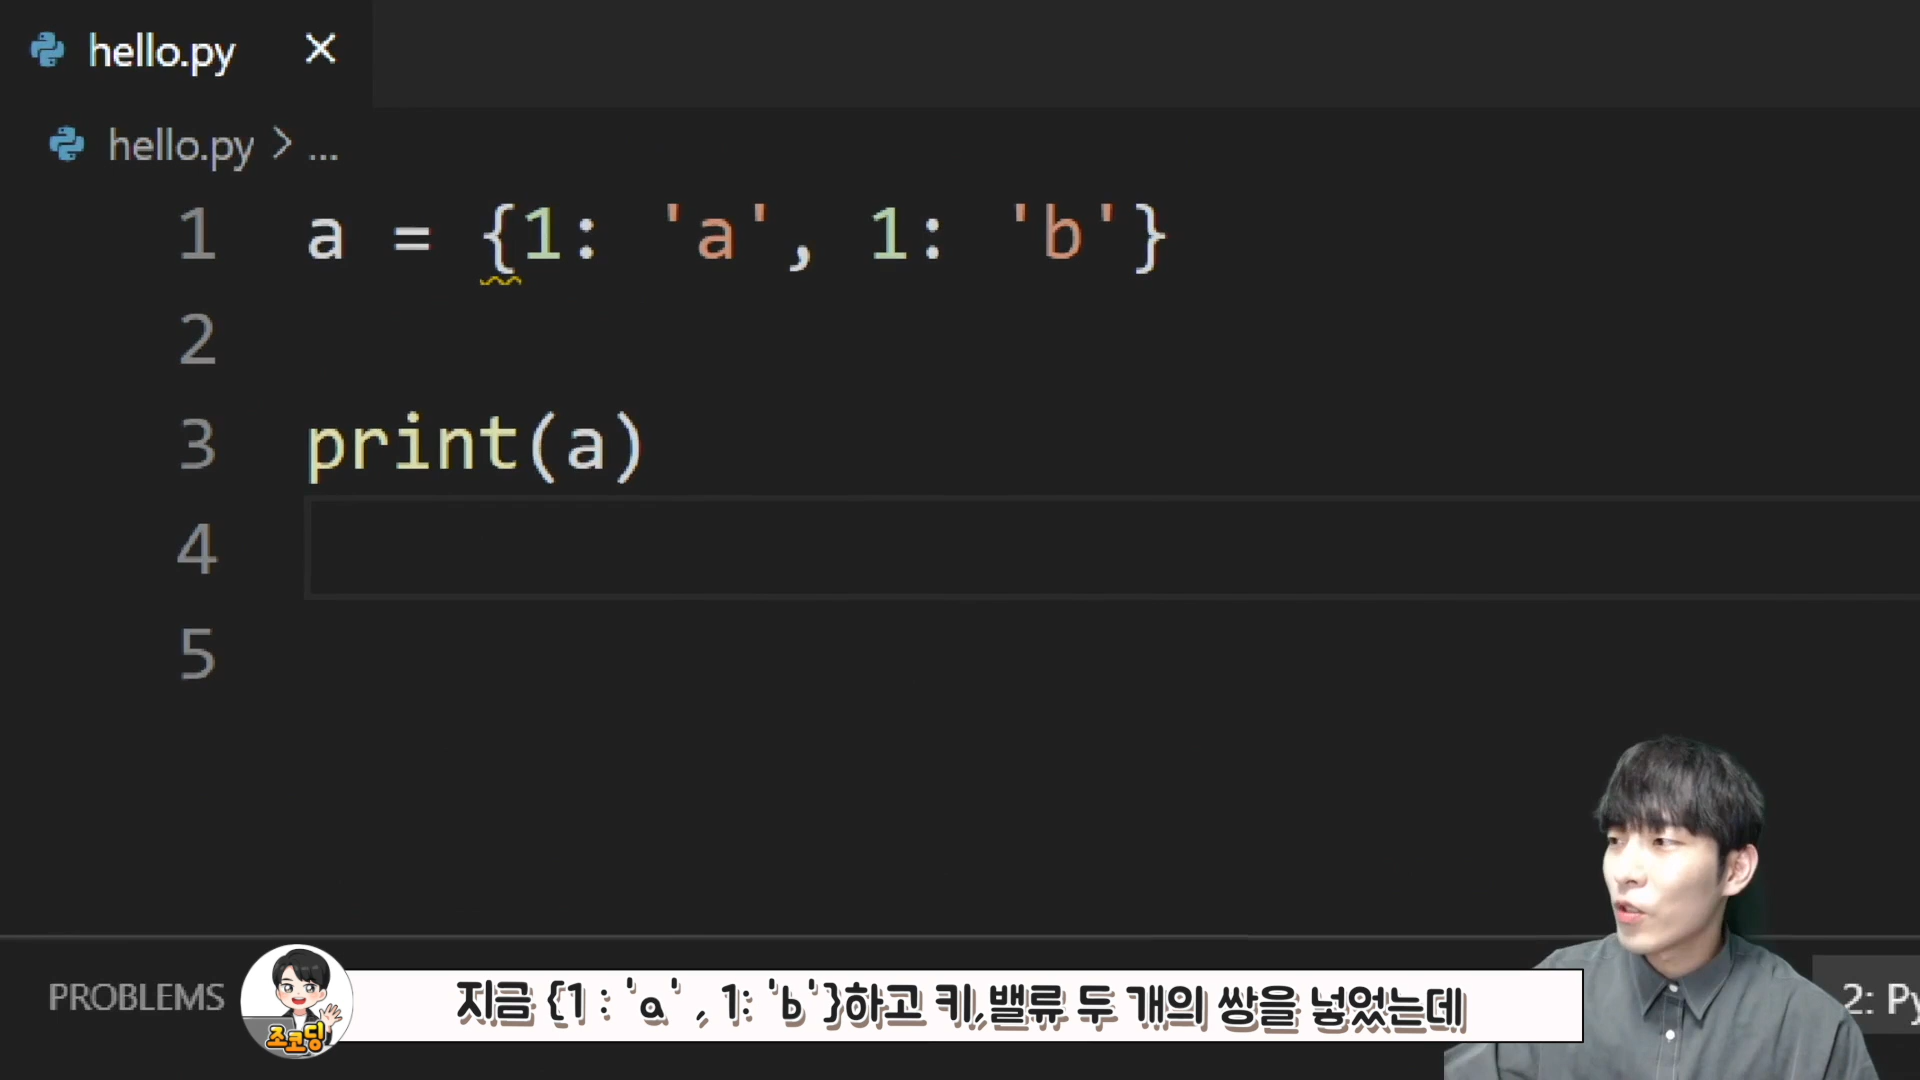 hello.py
hello.py > ...
1 a = {1: 'a', 1: 'b'}
2
3 print(a)
4
5
PROBLEMS
조코딩
지금 {1 : 'a' , 1: 'b'}하고 키,밸류 두 개의 쌍을 넣었는데
2: Py